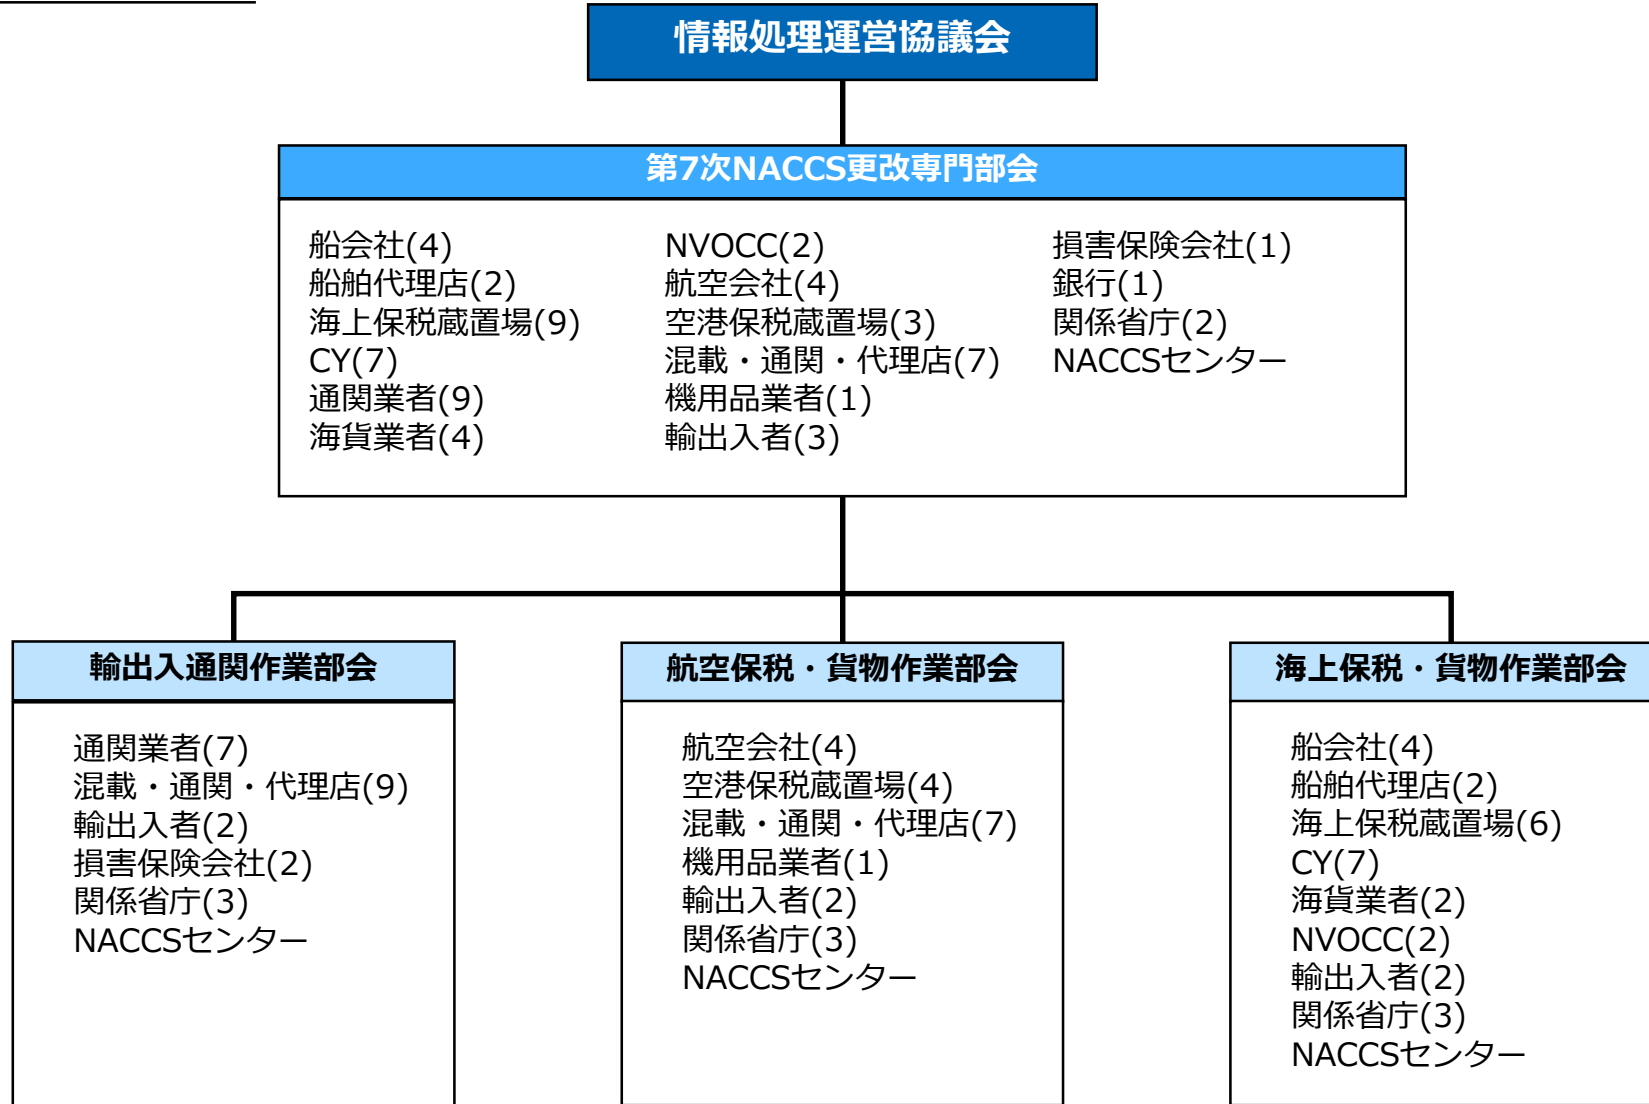 情報処理運営協議会
第7次NACCS更改専門部会
船会社(4)
船舶代理店(2)
海上保税蔵置場(9)
CY(7)
通関業者(9)
海貨業者(4)
NVOCC(2)
航空会社(4)
空港保税蔵置場(3)
混載・通関・代理店(7)
機用品業者(1)
輸出入者(3)
損害保険会社(1)
銀行(1)
関係省庁(2)
NACCSセンター
輸出入通関作業部会
通関業者(7)
混載・通関・代理店(9)
輸出入者(2)
損害保険会社(2)
関係省庁(3)
NACCSセンター
航空保税・貨物作業部会
航空会社(4)
空港保税蔵置場(4)
混載・通関・代理店(7)
機用品業者(1)
輸出入者(2)
関係省庁(3)
NACCSセンター
海上保税・貨物作業部会
船会社(4)
船舶代理店(2)
海上保税蔵置場(6)
CY(7)
海貨業者(2)
NVOCC(2)
輸出入者(2)
関係省庁(3)
NACCSセンター